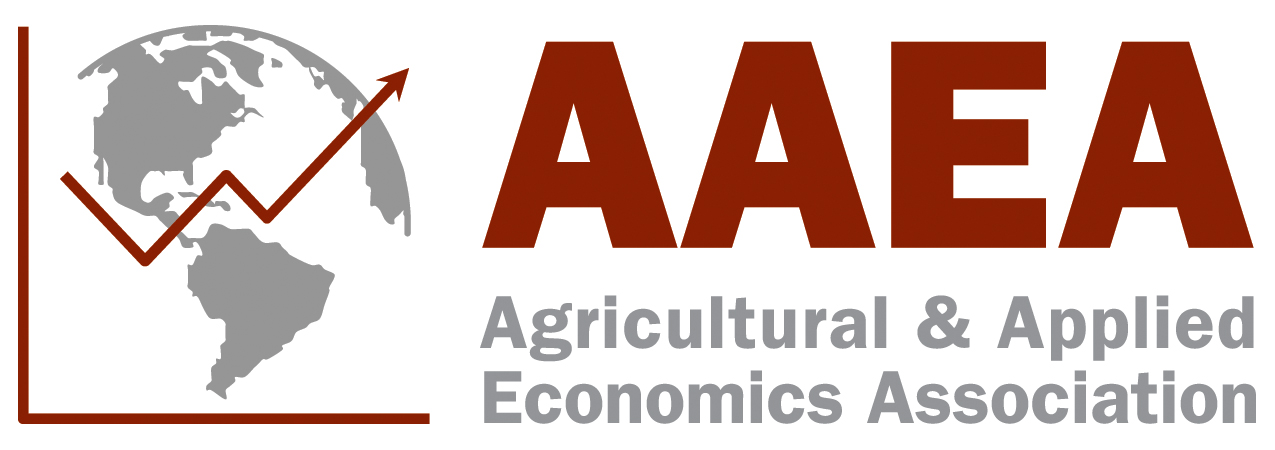 AAEA
Agricultural & Applied
Economics Association